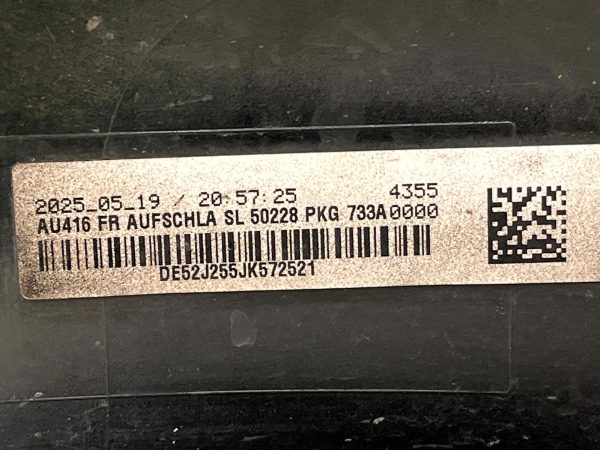 2025_05_19 / 20:57:25 4355
AU416 FR AUFSCHLA SL 50228 PKG 733A0000
DE52J255JK572521